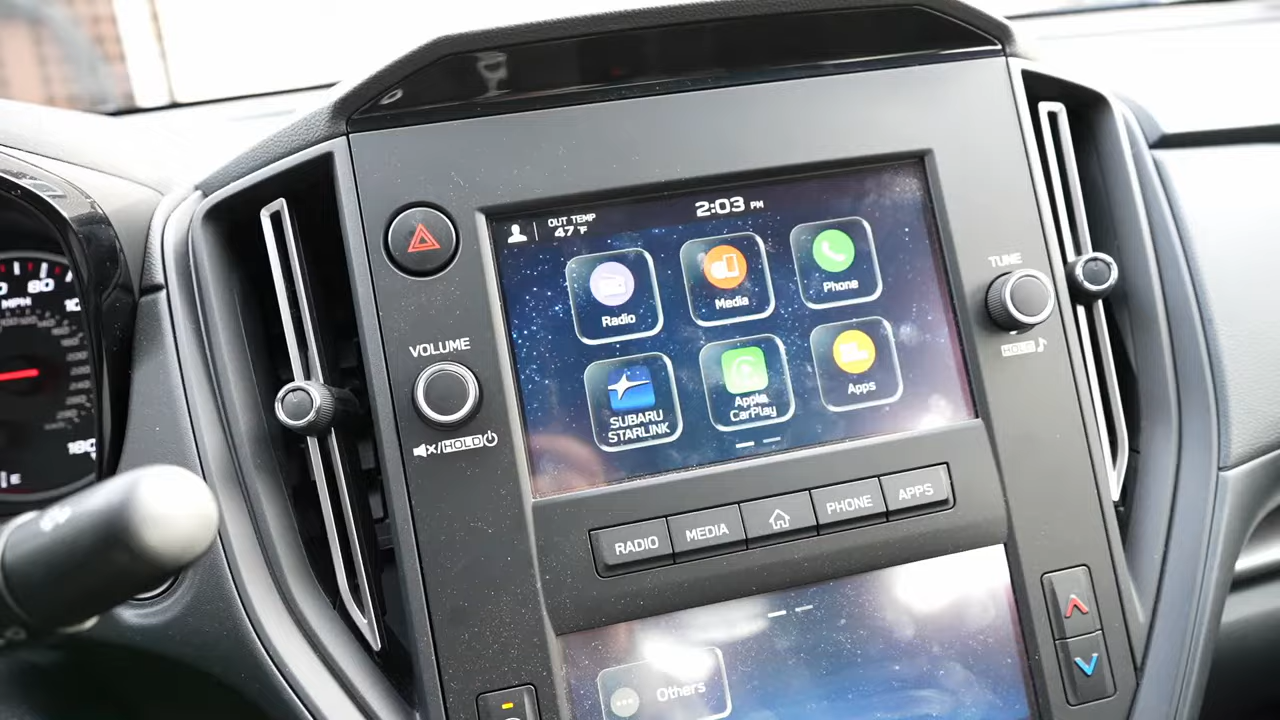 2:03 PM
OUT TEMP
47°F
Radio
Media
Phone
SUBARU
STARLINK
Apple
CarPlay
Apps
VOLUME
HOLD
TUNE
HOLD
RADIO
MEDIA
PHONE
APPS
Others
80
MPH
180
E